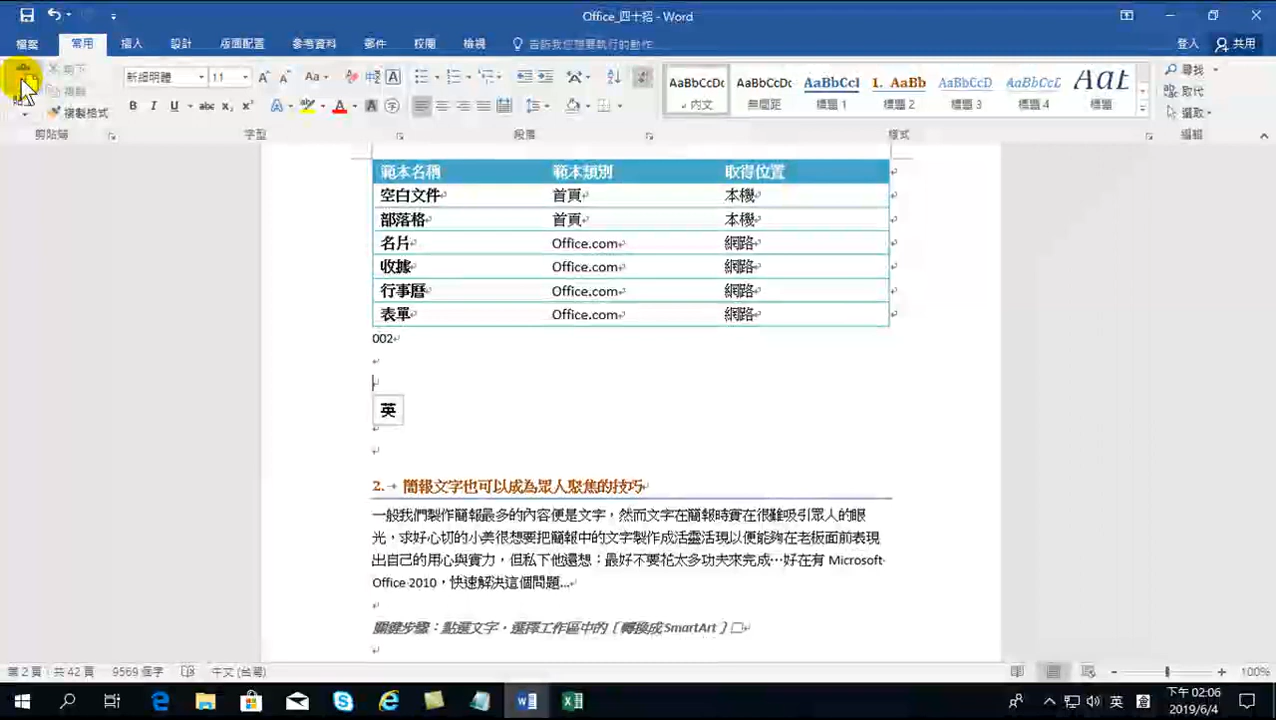 Office_四十招 - Word
檔案 常用 插入 設計 版面配置 參考資料 郵件 校閱 檢視 告訴我您想要執行的動作 登入 共用
剪下
複製
複製格式
新細明體 11
AaBbCcDc AaBbCcDc AaBbCcI 1. AaBb AaBbCcI AaBbCcD AaI
內文 無間距 標題 1 標題 2 標題 3 標題 4 標題
尋找
取代
選取
剪貼簿 字型 段落 樣式 編輯
範本名稱 範本類別 取得位置
空白文件 首頁 本機
部落格 首頁 本機
名片 Office.com 網路
收據 Office.com 網路
行事曆 Office.com 網路
表單 Office.com 網路
002
英
2. 簡報文字也可以成為眾人聚焦的技巧
一般我們製作簡報最多的內容便是文字，然而文字在簡報時實在很難吸引眾人的眼
光，求好心切的小美很想要把簡報中的文字製作成活靈活現以便能夠在老板面前表現
出自己的用心與實力，但私下他還想：最好不要花太多功夫來完成…好在有 Microsoft
Office 2010，快速解決這個問題…
關鍵步驟：點選文字，選擇工作區中的〔轉換成 SmartArt 〕
第 2 頁，共 42 頁 9569 個字 中文 (台灣) 100%
英 下午 02:06
2019/6/4